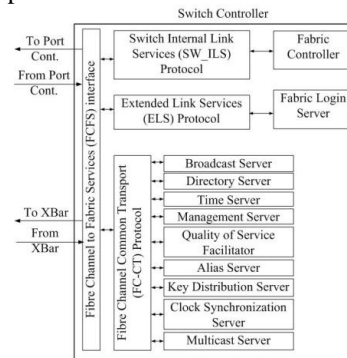 Switch Controller
To Port
Cont.
From Port
Cont.
To XBar
From
XBar
Fibre Channel to Fabric Services (FCFS) interface
Switch Internal Link
Services (SW_ILS)
Protocol
Fabric
Controller
Extended Link Services
(ELS) Protocol
Fabric Login
Server
Fibre Channel Common Transport
(FC-CT) Protocol
Broadcast Server
Directory Server
Time Server
Management Server
Quality of Service
Facilitator
Alias Server
Key Distribution Server
Clock Synchronization
Server
Multicast Server